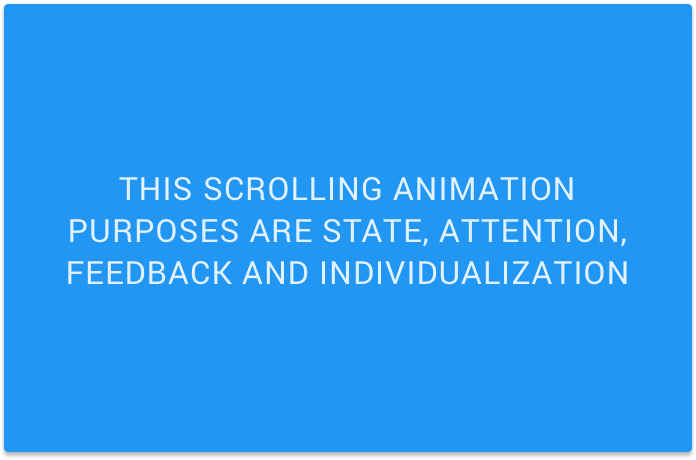 THIS SCROLLING ANIMATION
PURPOSES ARE STATE, ATTENTION,
FEEDBACK AND INDIVIDUALIZATION